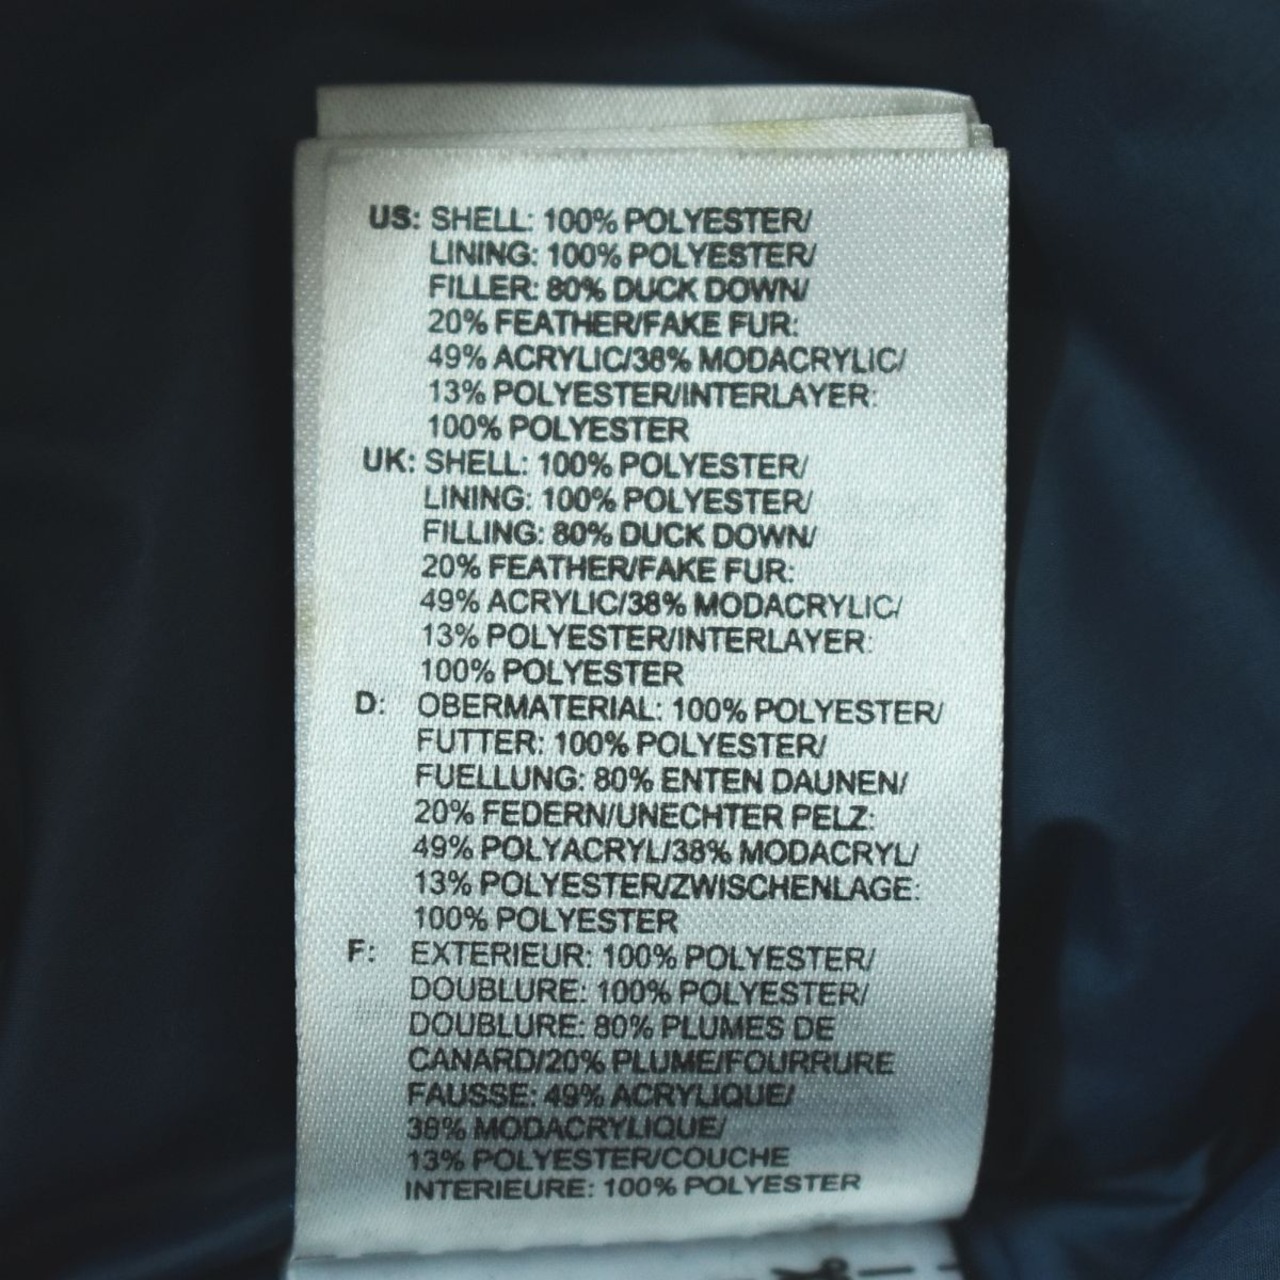 US: SHELL: 100% POLYESTER/
LINING: 100% POLYESTER/
FILLER: 80% DUCK DOWN/
20% FEATHER/FAKE FUR:
49% ACRYLIC/38% MODACRYLIC/
13% POLYESTER/INTERLAYER:
100% POLYESTER
UK: SHELL: 100% POLYESTER/
LINING: 100% POLYESTER/
FILLING: 80% DUCK DOWN/
20% FEATHER/FAKE FUR:
49% ACRYLIC/38% MODACRYLIC/
13% POLYESTER/INTERLAYER:
100% POLYESTER
D: OBERMATERIAL: 100% POLYESTER/
FUTTER: 100% POLYESTER/
FUELLUNG: 80% ENTEN DAUNEN/
20% FEDERN/UNECHTER PELZ:
49% POLYACRYL/38% MODACRYL/
13% POLYESTER/ZWISCHENLAGE:
100% POLYESTER
F: EXTERIEUR: 100% POLYESTER/
DOUBLURE: 100% POLYESTER/
DOUBLURE: 80% PLUMES DE
CANARD/20% PLUME/FOURRURE
FAUSSE: 49% ACRYLIQUE/
38% MODACRYLIQUE/
13% POLYESTER/COUCHE
INTERIEURE: 100% POLYESTER